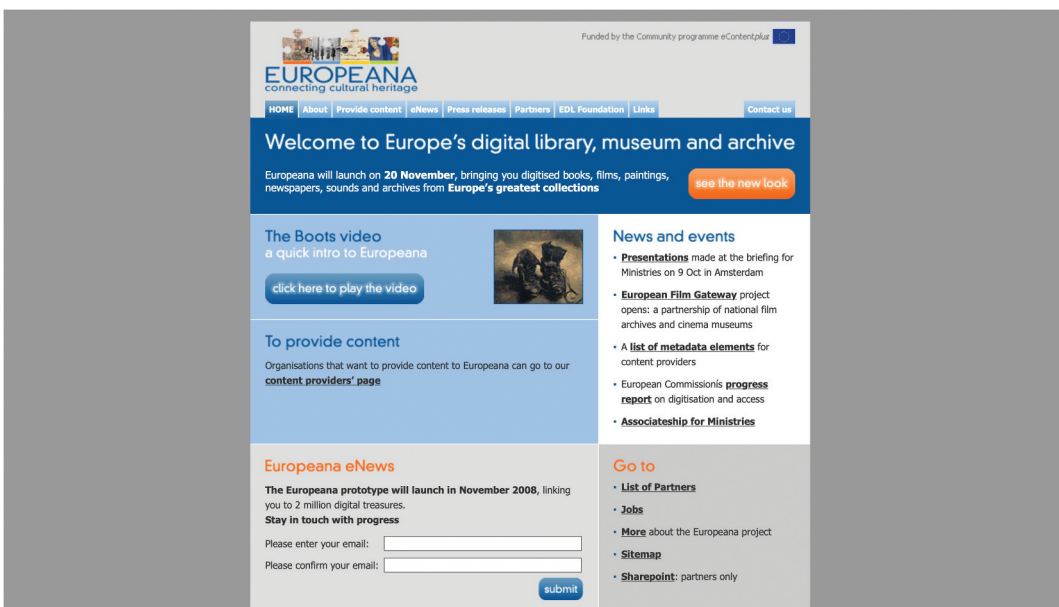 Funded by the Community programme eContentplus
EUROPEANA
connecting cultural heritage
HOME About Provide content eNews Press releases Partners EDL Foundation Links Contact us
Welcome to Europe's digital library, museum and archive
Europeana will launch on 20 November, bringing you digitised books, films, paintings,
newspapers, sounds and archives from Europe's greatest collections
see the new look
The Boots video
a quick intro to Europeana
click here to play the video
To provide content
Organisations that want to provide content to Europeana can go to our
content providers' page
News and events
• Presentations made at the briefing for
Ministries on 9 Oct in Amsterdam
• European Film Gateway project
opens: a partnership of national film
archives and cinema museums
• A list of metadata elements for
content providers
• European Commissionís progress
report on digitisation and access
• Associateship for Ministries
Europeana eNews
The Europeana prototype will launch in November 2008, linking
you to 2 million digital treasures.
Stay in touch with progress
Please enter your email:
Please confirm your email:
submit
Go to
• List of Partners
• Jobs
• More about the Europeana project
• Sitemap
• Sharepoint: partners only